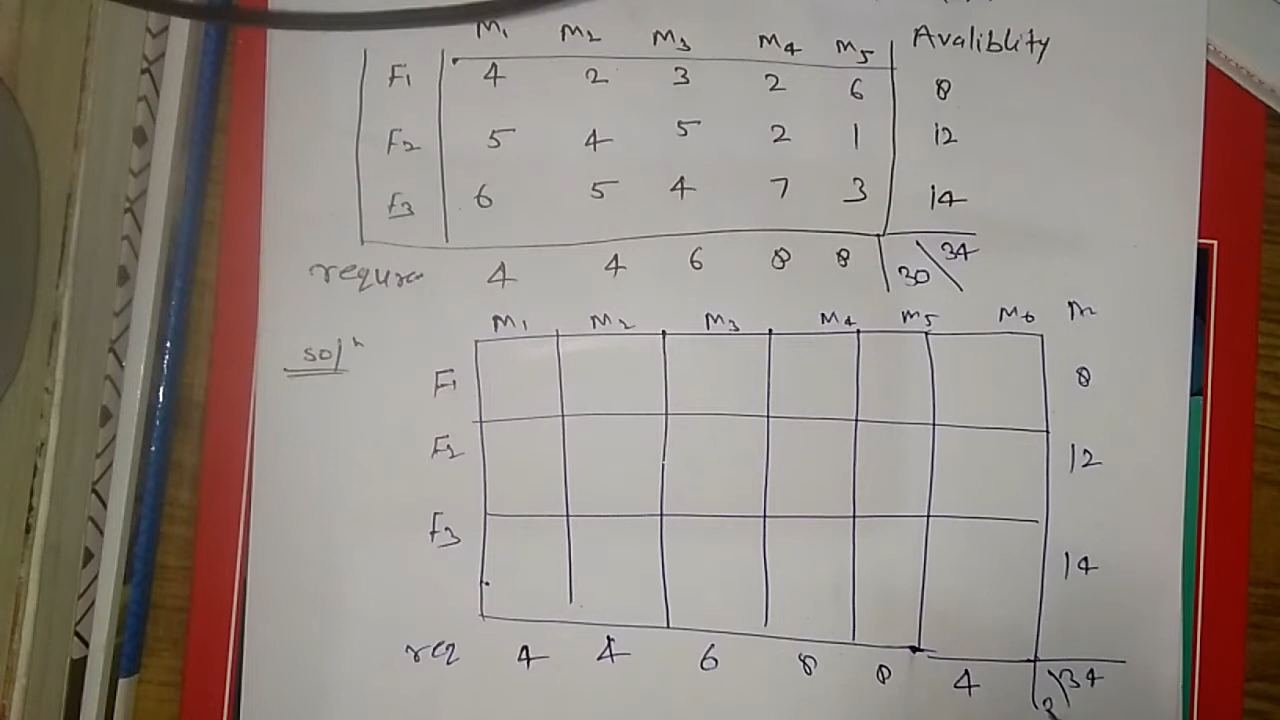 M1 M2 M3 M4 M5 Avaliblity
F1 4 2 3 2 6 8
F2 5 4 5 2 1 12
F3 6 5 4 7 3 14
4 4 6 8 8 30 34
M1 M2 M3 M4 M5 M6
soln
F1 8
F2 12
F3 14
req 4 4 6 8 8 4 34